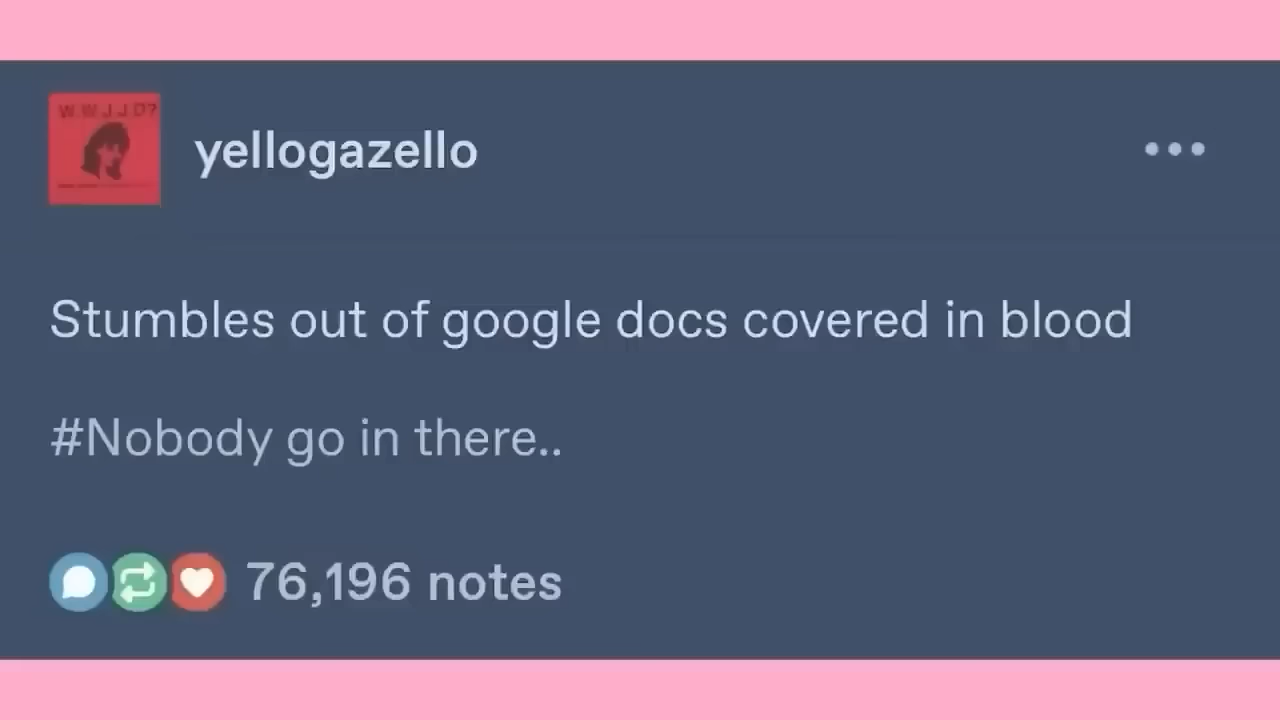 W.W.J.J.D?
yellogazello
Stumbles out of google docs covered in blood
#Nobody go in there..
76,196 notes